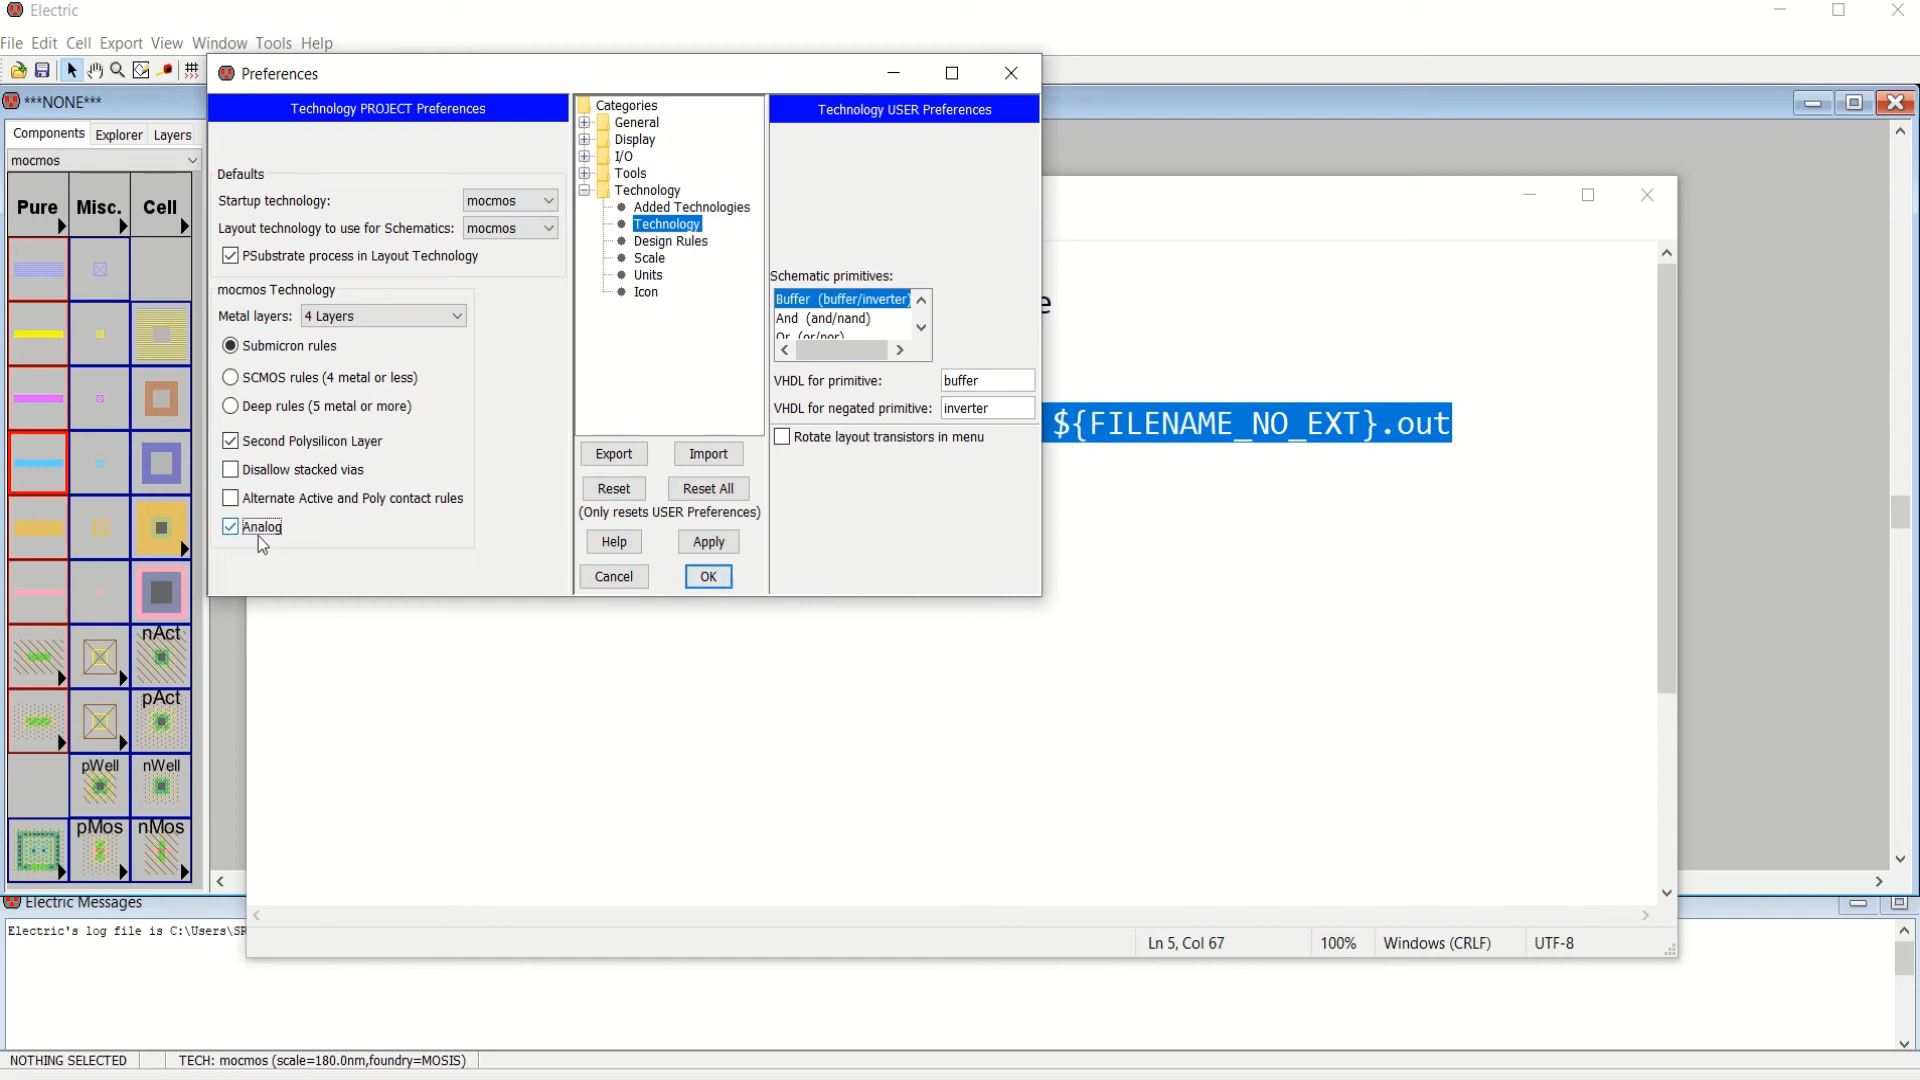 Electric
File Edit Cell Export View Window Tools Help
Preferences
***NONE***
Components Explorer Layers
mocmos
Pure Misc. Cell
nAct
pAct
pWell nWell
pMos nMos
Technology PROJECT Preferences
Defaults
Startup technology: mocmos
Layout technology to use for Schematics: mocmos
PSubstrate process in Layout Technology
mocmos Technology
Metal layers: 4 Layers
Submicron rules
SCMOS rules (4 metal or less)
Deep rules (5 metal or more)
Second Polysilicon Layer
Disallow stacked vias
Alternate Active and Poly contact rules
Analog
Categories
General
Display
I/O
Tools
Technology
Added Technologies
Technology
Design Rules
Scale
Units
Icon
Export Import
Reset Reset All
(Only resets USER Preferences)
Help Apply
Cancel OK
Technology USER Preferences
Schematic primitives:
Buffer (buffer/inverter)
And (and/nand)
Or (or/nor)
VHDL for primitive: buffer
VHDL for negated primitive: inverter
Rotate layout transistors in menu
e
${FILENAME_NO_EXT}.out
Ln 5, Col 67 100% Windows (CRLF) UTF-8
Electric Messages
Electric's log file is C:\Users\SR
NOTHING SELECTED TECH: mocmos (scale=180.0nm,foundry=MOSIS)